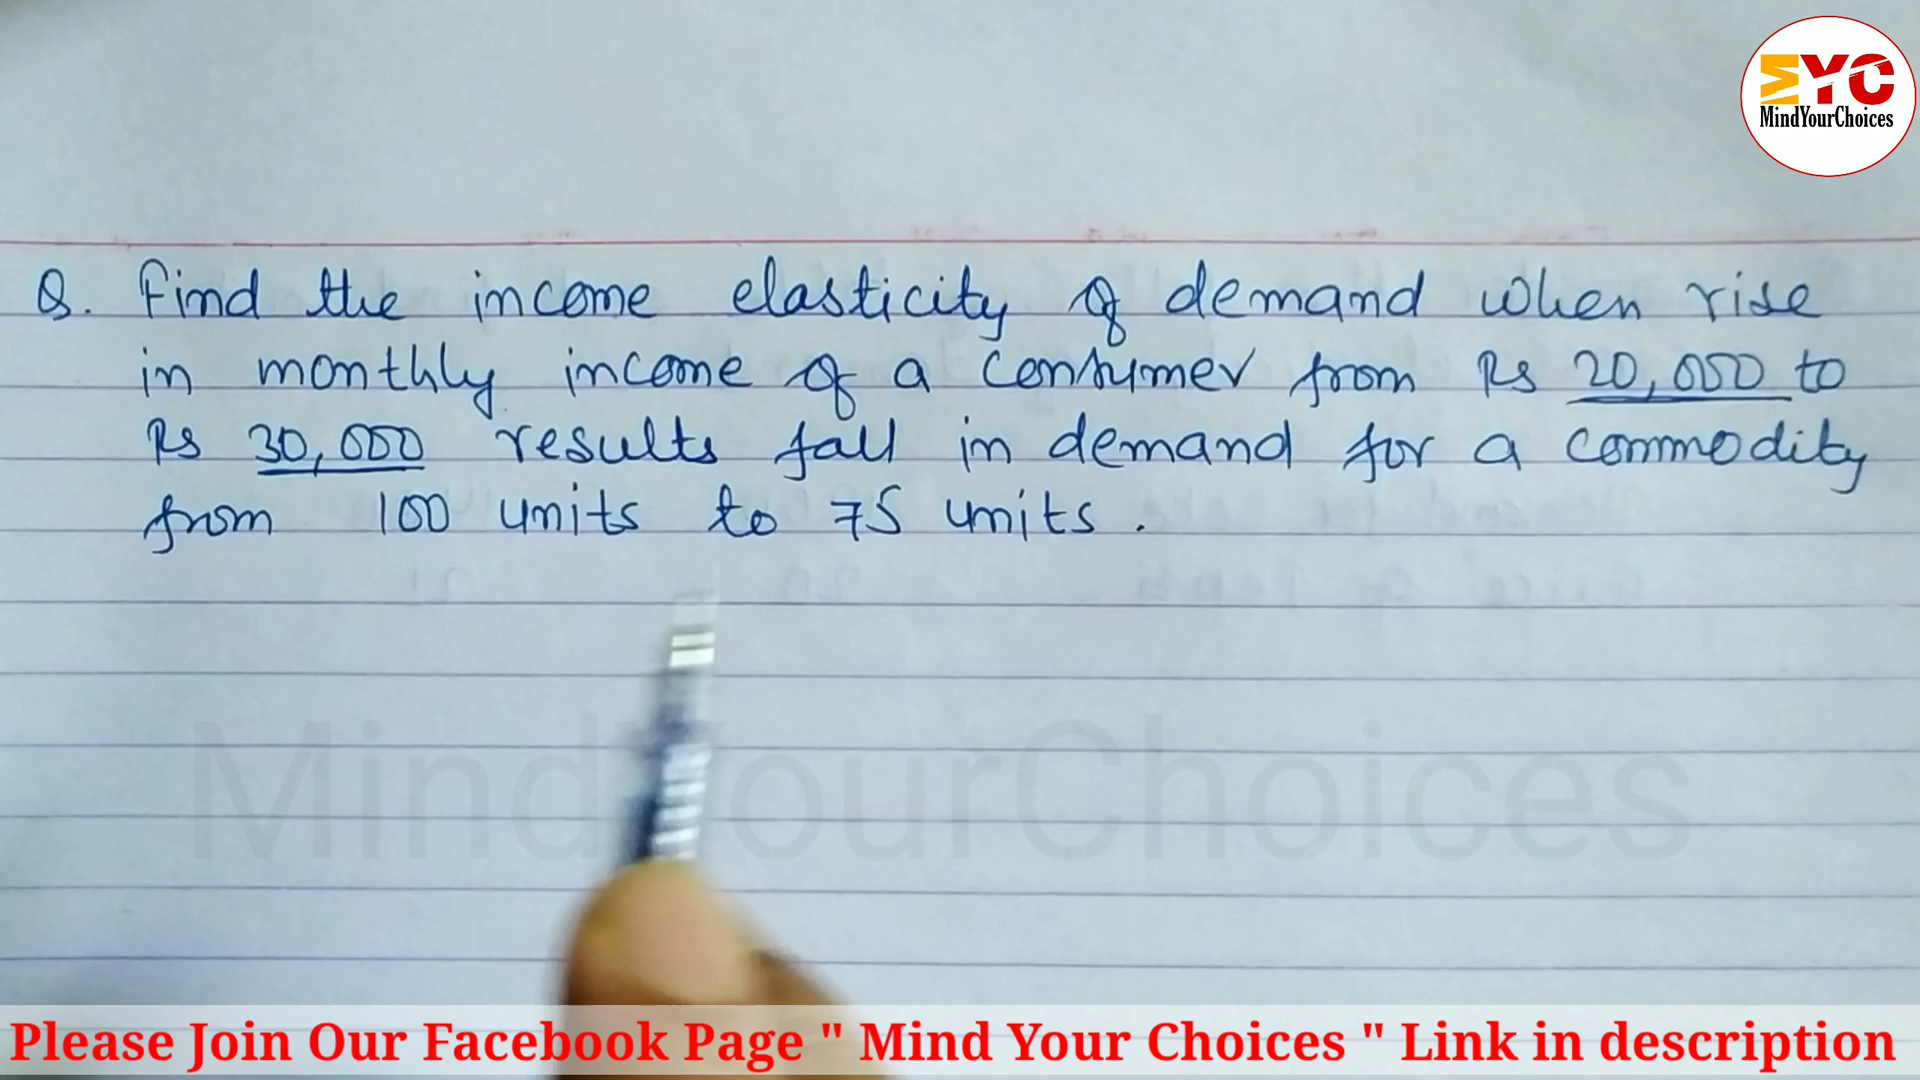 MYC
MindYourChoices
Q. Find the income elasticity of demand when rise
in monthly income of a consumer from Rs 20,000 to
Rs 30,000 results fall in demand for a commodity
from 100 units to 75 units.
MindYourChoices
Please Join Our Facebook Page " Mind Your Choices " Link in description